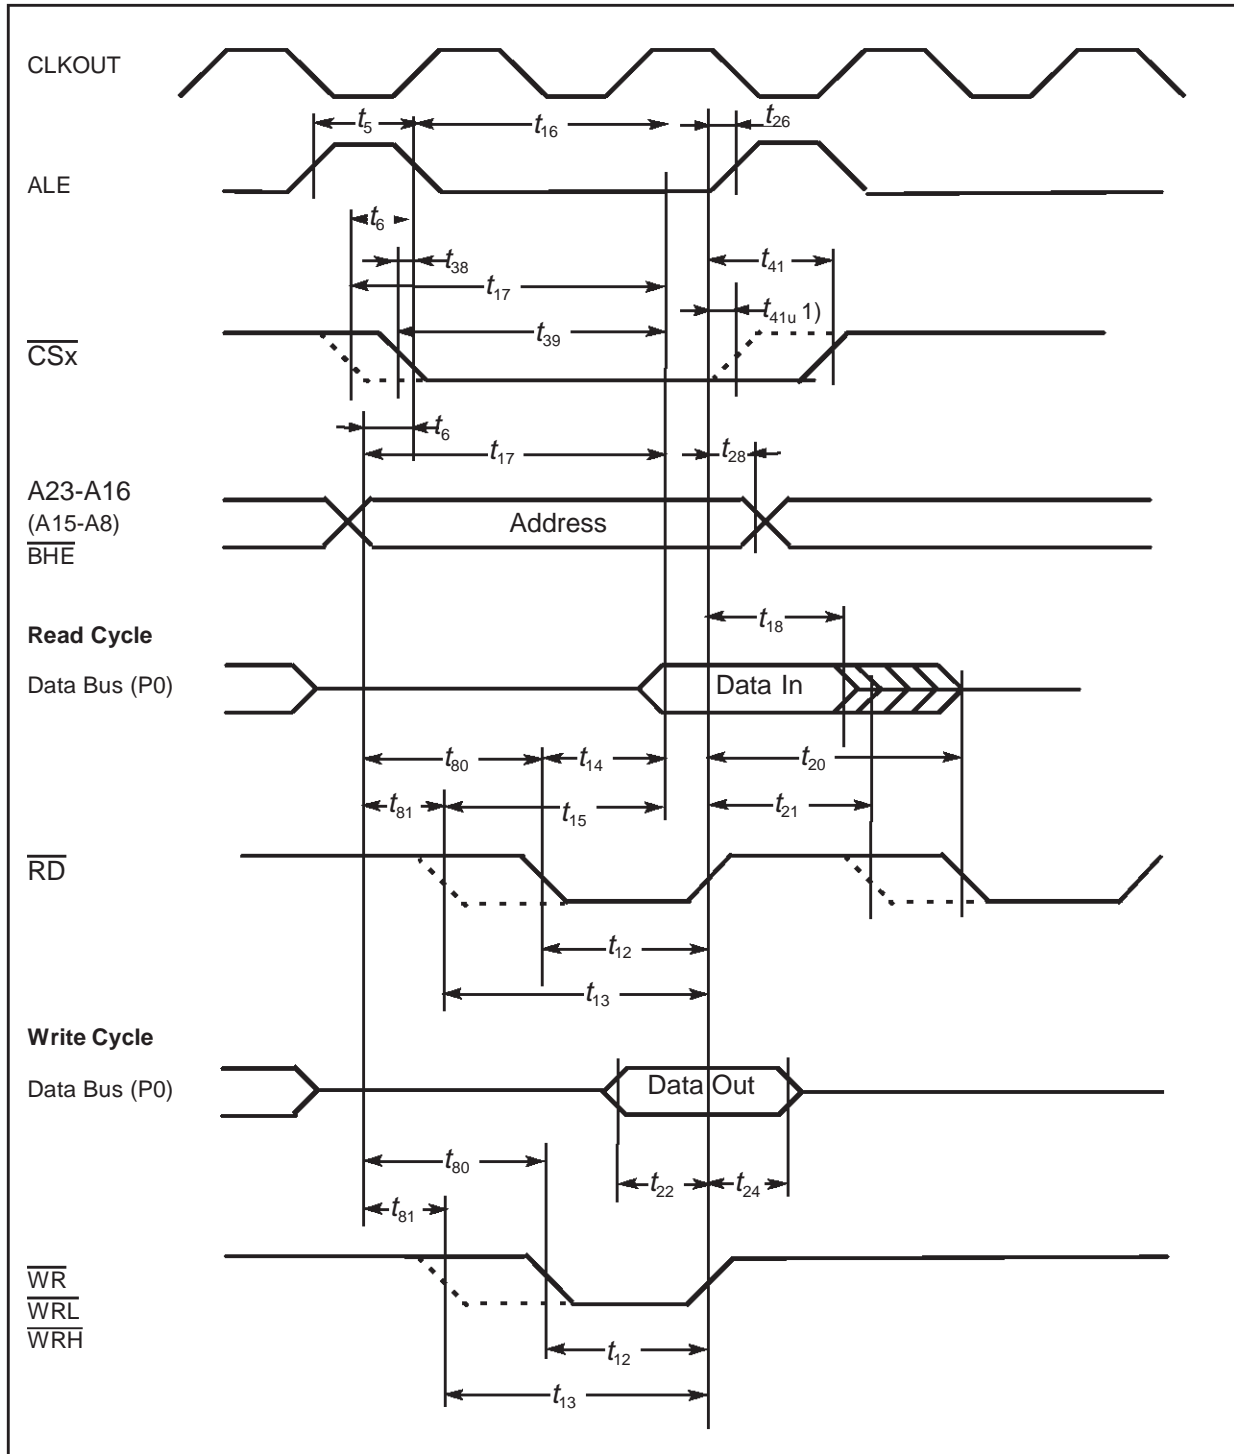 CLKOUT
t5 t16 t26
ALE
t6
t38 t41
t17
t41u 1)
t39
CSx
t6
t17 t28
A23-A16
(A15-A8) Address
BHE
t18
Read Cycle
Data Bus (P0) Data In
t80 t14 t20
t81 t15 t21
RD
t12
t13
Write Cycle
Data Bus (P0) Data Out
t80
t22 t24
t81
WR
WRL
WRH
t12
t13